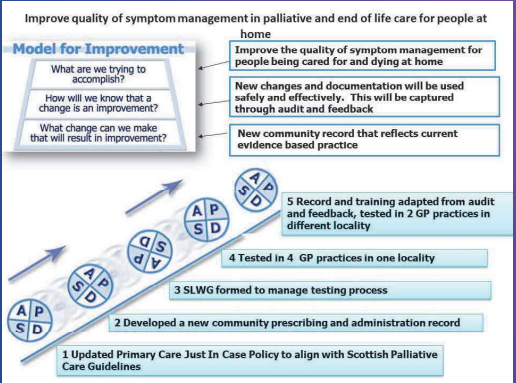 Improve quality of symptom management in palliative and end of life care for people at
home
Model for Improvement
What are we trying to
accomplish?
How will we know that a
change is an improvement?
What change can we make
that will result in improvement?
Improve the quality of symptom management for
people being cared for and dying at home
New changes and documentation will be used
safely and effectively. This will be captured
through audit and feedback
New community record that reflects current
evidence based practice
A P
S D
A P
S D
A P
S D
A P
S D
A P
S D
5 Record and training adapted from audit
and feedback, tested in 2 GP practices in
different locality
4 Tested in 4 GP practices in one locality
3 SLWG formed to manage testing process
2 Developed a new community prescribing and administration record
1 Updated Primary Care Just In Case Policy to align with Scottish Palliative
Care Guidelines